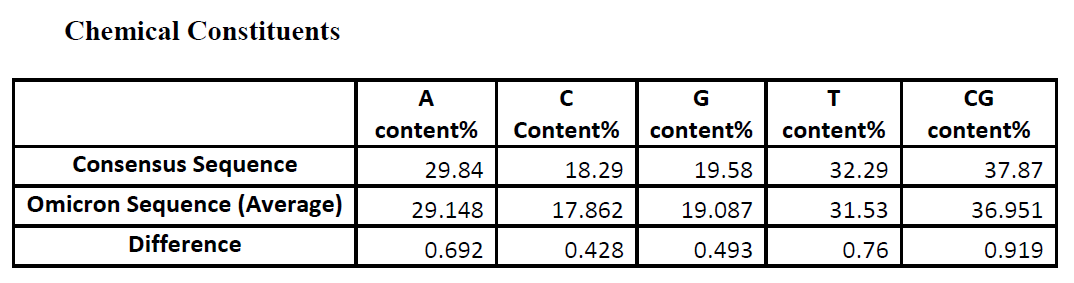 Chemical Constituents
A content% C Content% G content% T content% CG content%
Consensus Sequence 29.84 18.29 19.58 32.29 37.87
Omicron Sequence (Average) 29.148 17.862 19.087 31.53 36.951
Difference 0.692 0.428 0.493 0.76 0.919